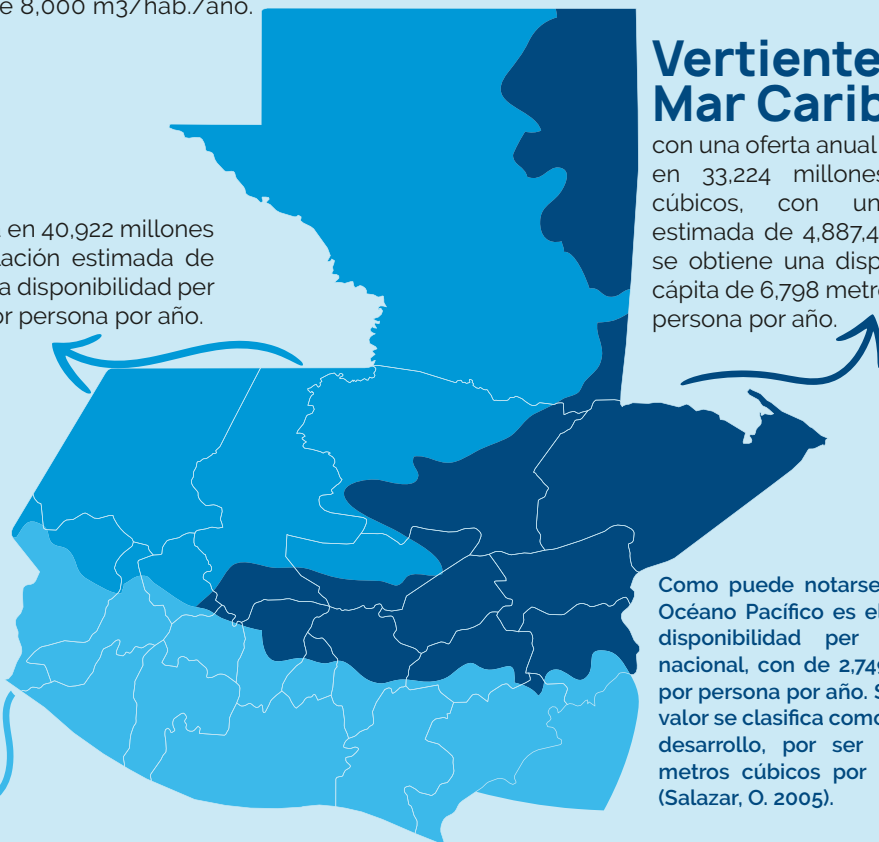 e 8,000 m3/hab./año.
en 40,922 millones
lación estimada de
a disponibilidad per
or persona por año.
Vertiente
Mar Carib
con una oferta anual
en 33,224 millones
cúbicos, con un
estimada de 4,887,4
se obtiene una disp
cápita de 6,798 metr
persona por año.
Como puede notarse
Océano Pacífico es el
disponibilidad per
nacional, con de 2,749
por persona por año. S
valor se clasifica como
desarrollo, por ser
metros cúbicos por
(Salazar, O. 2005).